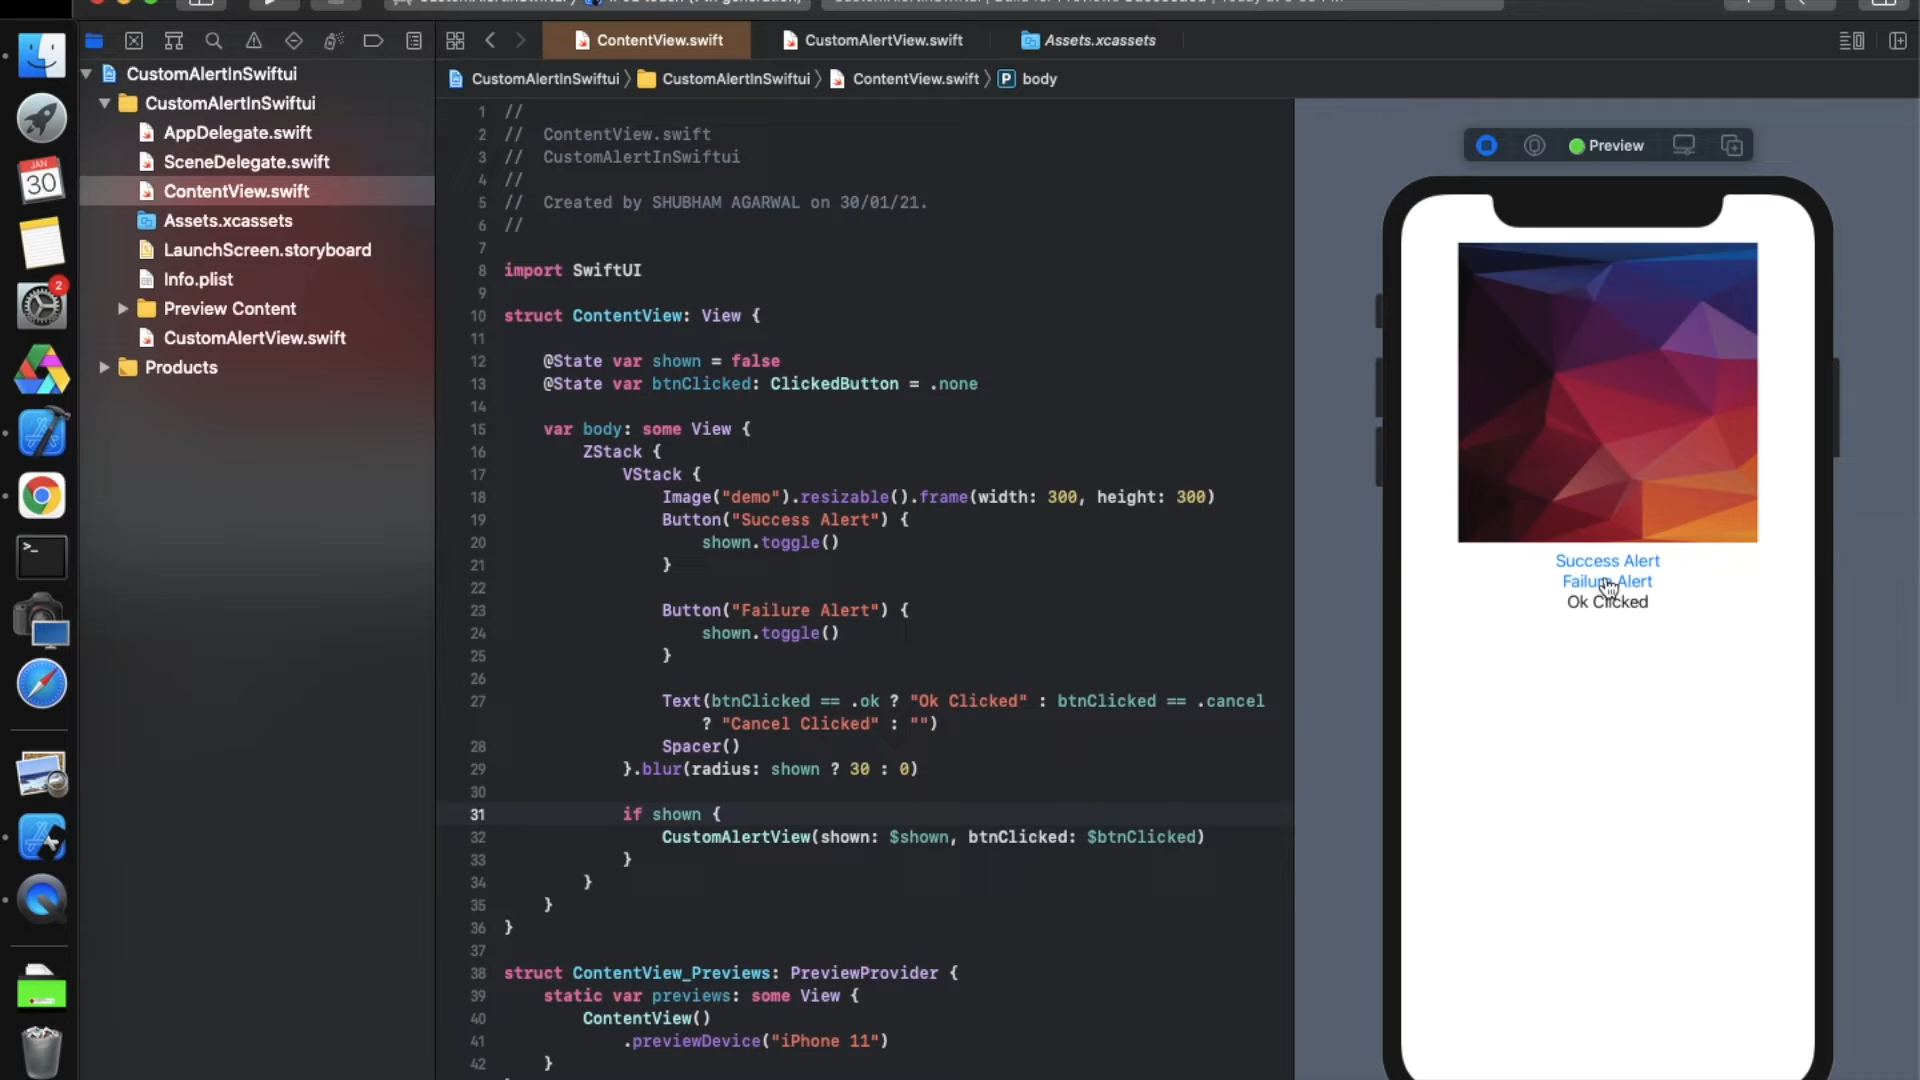 ContentView.swift
CustomAlertView.swift
Assets.xcassets
CustomAlertInSwiftui
CustomAlertInSwiftui
AppDelegate.swift
SceneDelegate.swift
ContentView.swift
Assets.xcassets
LaunchScreen.storyboard
Info.plist
Preview Content
CustomAlertView.swift
Products
JAN
30
2
CustomAlertInSwiftui 〉 CustomAlertInSwiftui 〉 ContentView.swift 〉 P body
1 //
2 // ContentView.swift
3 // CustomAlertInSwiftui
4 //
5 // Created by SHUBHAM AGARWAL on 30/01/21.
6 //
7
8 import SwiftUI
9
10 struct ContentView: View {
11
12 @State var shown = false
13 @State var btnClicked: ClickedButton = .none
14
15 var body: some View {
16 ZStack {
17 VStack {
18 Image("demo").resizable().frame(width: 300, height: 300)
19 Button("Success Alert") {
20 shown.toggle()
21 }
22
23 Button("Failure Alert") {
24 shown.toggle()
25 }
26
27 Text(btnClicked == .ok ? "Ok Clicked" : btnClicked == .cancel
? "Cancel Clicked" : "")
28 Spacer()
29 }.blur(radius: shown ? 30 : 0)
30
31 if shown {
32 CustomAlertView(shown: $shown, btnClicked: $btnClicked)
33 }
34 }
35 }
36 }
37
38 struct ContentView_Previews: PreviewProvider {
39 static var previews: some View {
40 ContentView()
41 .previewDevice("iPhone 11")
42 }
Preview
Success Alert
Failure Alert
Ok Clicked